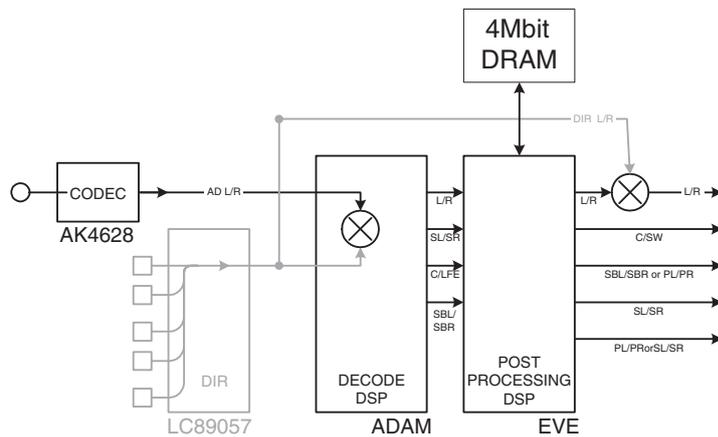 4Mbit
DRAM
DIR L/R
CODEC
AD L/R
AK4628
L/R
L/R
L/R
SL/SR
C/SW
C/LFE
SBL/SBR or PL/PR
SBL/
SBR
SL/SR
PL/PRorSL/SR
DIR
DECODE
DSP
POST
PROCESSING
DSP
LC89057
ADAM
EVE